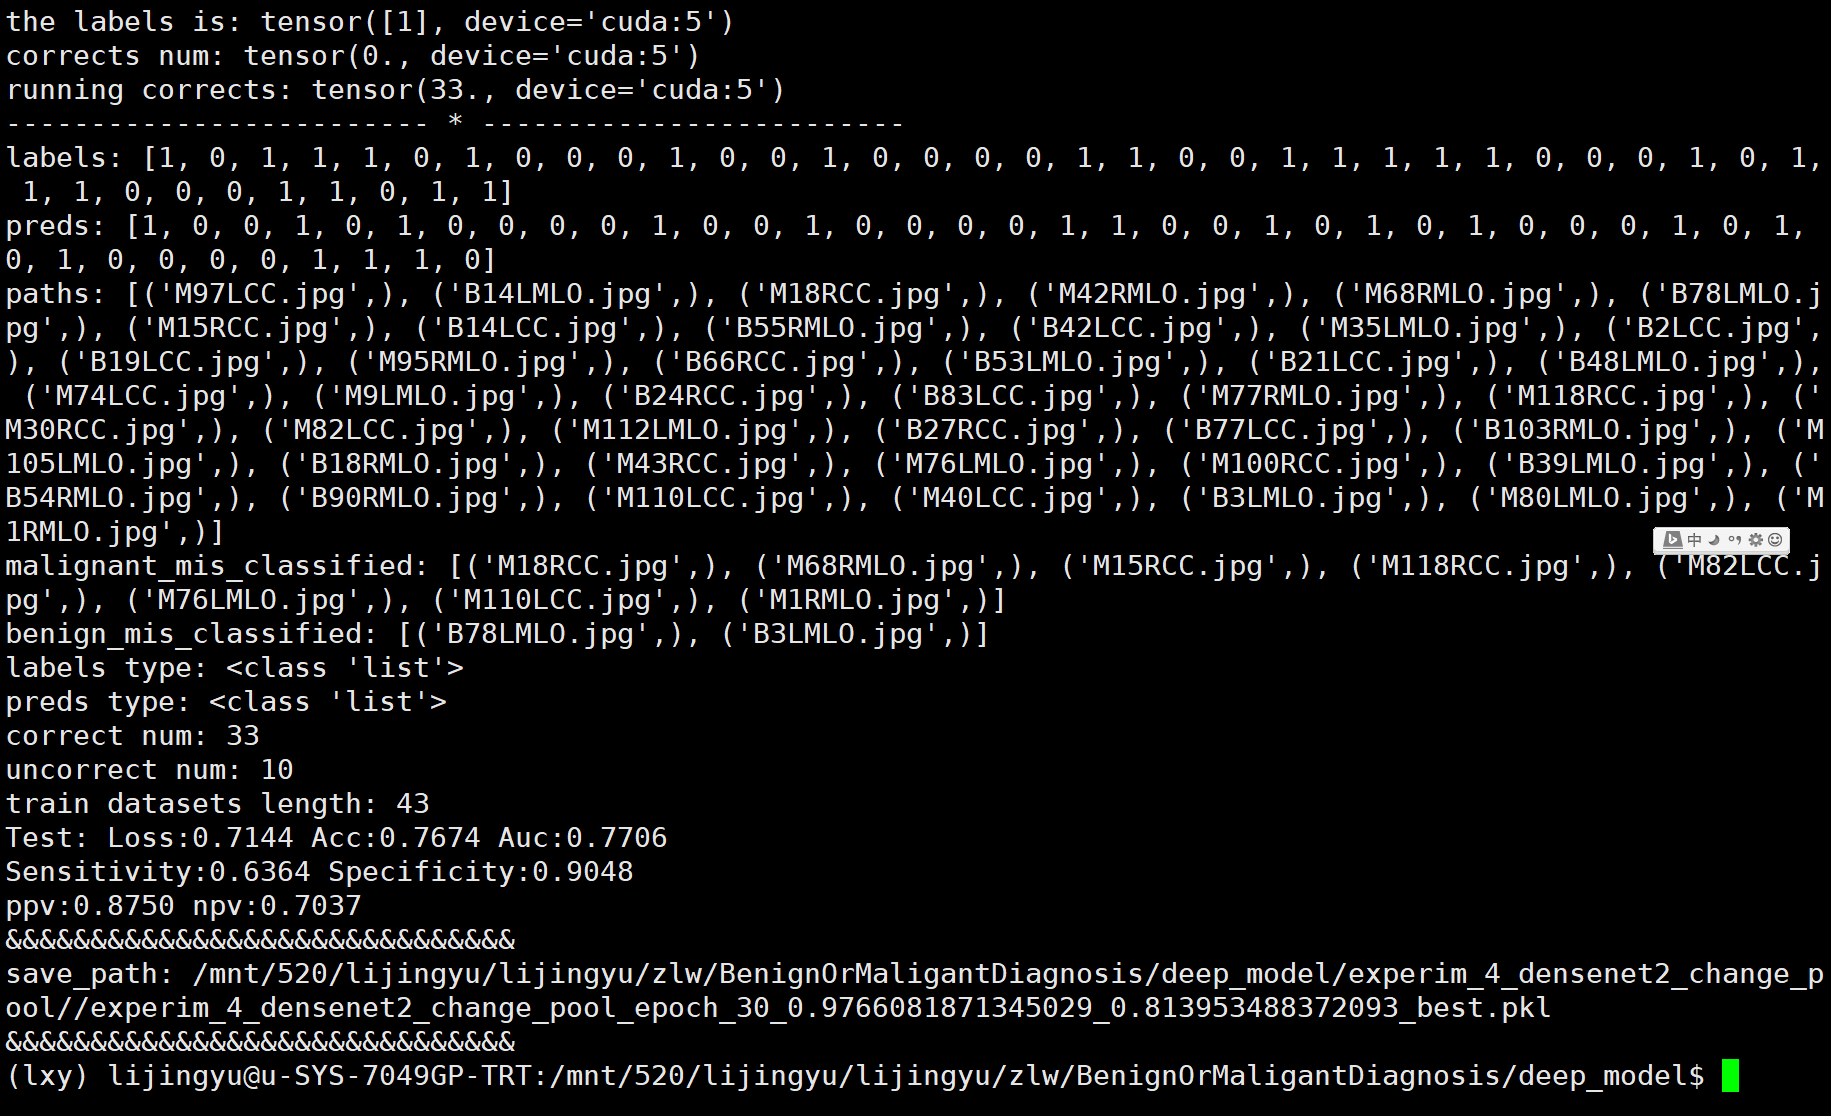 the labels is: tensor([1], device='cuda:5')
corrects num: tensor(0., device='cuda:5')
running corrects: tensor(33., device='cuda:5')
------------------------- * -------------------------
labels: [1, 0, 1, 1, 1, 0, 1, 0, 0, 0, 1, 0, 0, 1, 0, 0, 0, 0, 1, 1, 0, 0, 1, 1, 1, 1, 1, 0, 0, 0, 1, 0, 1,
 1, 1, 0, 0, 0, 1, 1, 0, 1, 1]
preds: [1, 0, 0, 1, 0, 1, 0, 0, 0, 0, 1, 0, 0, 1, 0, 0, 0, 0, 1, 1, 0, 0, 1, 0, 1, 0, 1, 0, 0, 0, 1, 0, 1,
0, 1, 0, 0, 0, 0, 1, 1, 1, 0]
paths: [('M97LCC.jpg',), ('B14LMLO.jpg',), ('M18RCC.jpg',), ('M42RMLO.jpg',), ('M68RMLO.jpg',), ('B78LMLO.j
pg',), ('M15RCC.jpg',), ('B14LCC.jpg',), ('B55RMLO.jpg',), ('B42LCC.jpg',), ('M35LMLO.jpg',), ('B2LCC.jpg',
), ('B19LCC.jpg',), ('M95RMLO.jpg',), ('B66RCC.jpg',), ('B53LMLO.jpg',), ('B21LCC.jpg',), ('B48LMLO.jpg',),
 ('M74LCC.jpg',), ('M9LMLO.jpg',), ('B24RCC.jpg',), ('B83LCC.jpg',), ('M77RMLO.jpg',), ('M118RCC.jpg',), ('
M30RCC.jpg',), ('M82LCC.jpg',), ('M112LMLO.jpg',), ('B27RCC.jpg',), ('B77LCC.jpg',), ('B103RMLO.jpg',), ('M
105LMLO.jpg',), ('B18RMLO.jpg',), ('M43RCC.jpg',), ('M76LMLO.jpg',), ('M100RCC.jpg',), ('B39LMLO.jpg',), ('
B54RMLO.jpg',), ('B90RMLO.jpg',), ('M110LCC.jpg',), ('M40LCC.jpg',), ('B3LMLO.jpg',), ('M80LMLO.jpg',), ('M
1RMLO.jpg',)]
中
malignant_mis_classified: [('M18RCC.jpg',), ('M68RMLO.jpg',), ('M15RCC.jpg',), ('M118RCC.jpg',), ('M82LCC.j
pg',), ('M76LMLO.jpg',), ('M110LCC.jpg',), ('M1RMLO.jpg',)]
benign_mis_classified: [('B78LMLO.jpg',), ('B3LMLO.jpg',)]
labels type: <class 'list'>
preds type: <class 'list'>
correct num: 33
uncorrect num: 10
train datasets length: 43
Test: Loss:0.7144 Acc:0.7674 Auc:0.7706
Sensitivity:0.6364 Specificity:0.9048
ppv:0.8750 npv:0.7037
&&&&&&&&&&&&&&&&&&&&&&&&&&&&&&
save_path: /mnt/520/lijingyu/lijingyu/zlw/BenignOrMaligantDiagnosis/deep_model/experim_4_densenet2_change_p
ool//experim_4_densenet2_change_pool_epoch_30_0.9766081871345029_0.813953488372093_best.pkl
&&&&&&&&&&&&&&&&&&&&&&&&&&&&&&
(lxy) lijingyu@u-SYS-7049GP-TRT:/mnt/520/lijingyu/lijingyu/zlw/BenignOrMaligantDiagnosis/deep_model$